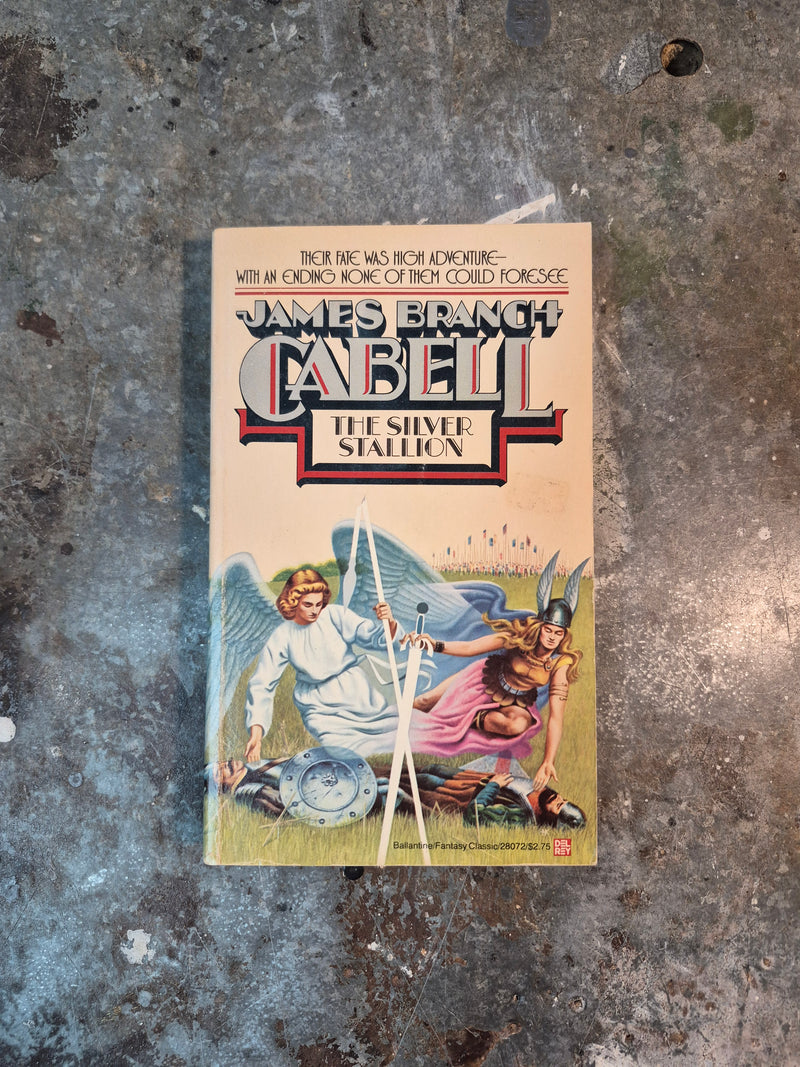 THEIR FATE WAS HIGH ADVENTURE—
WITH AN ENDING NONE OF THEM COULD FORESEE
JAMES BRANCH
CABELL
THE SILVER
STALLION
Ballantine/Fantasy Classic/28072/$2.75
DEL
REY